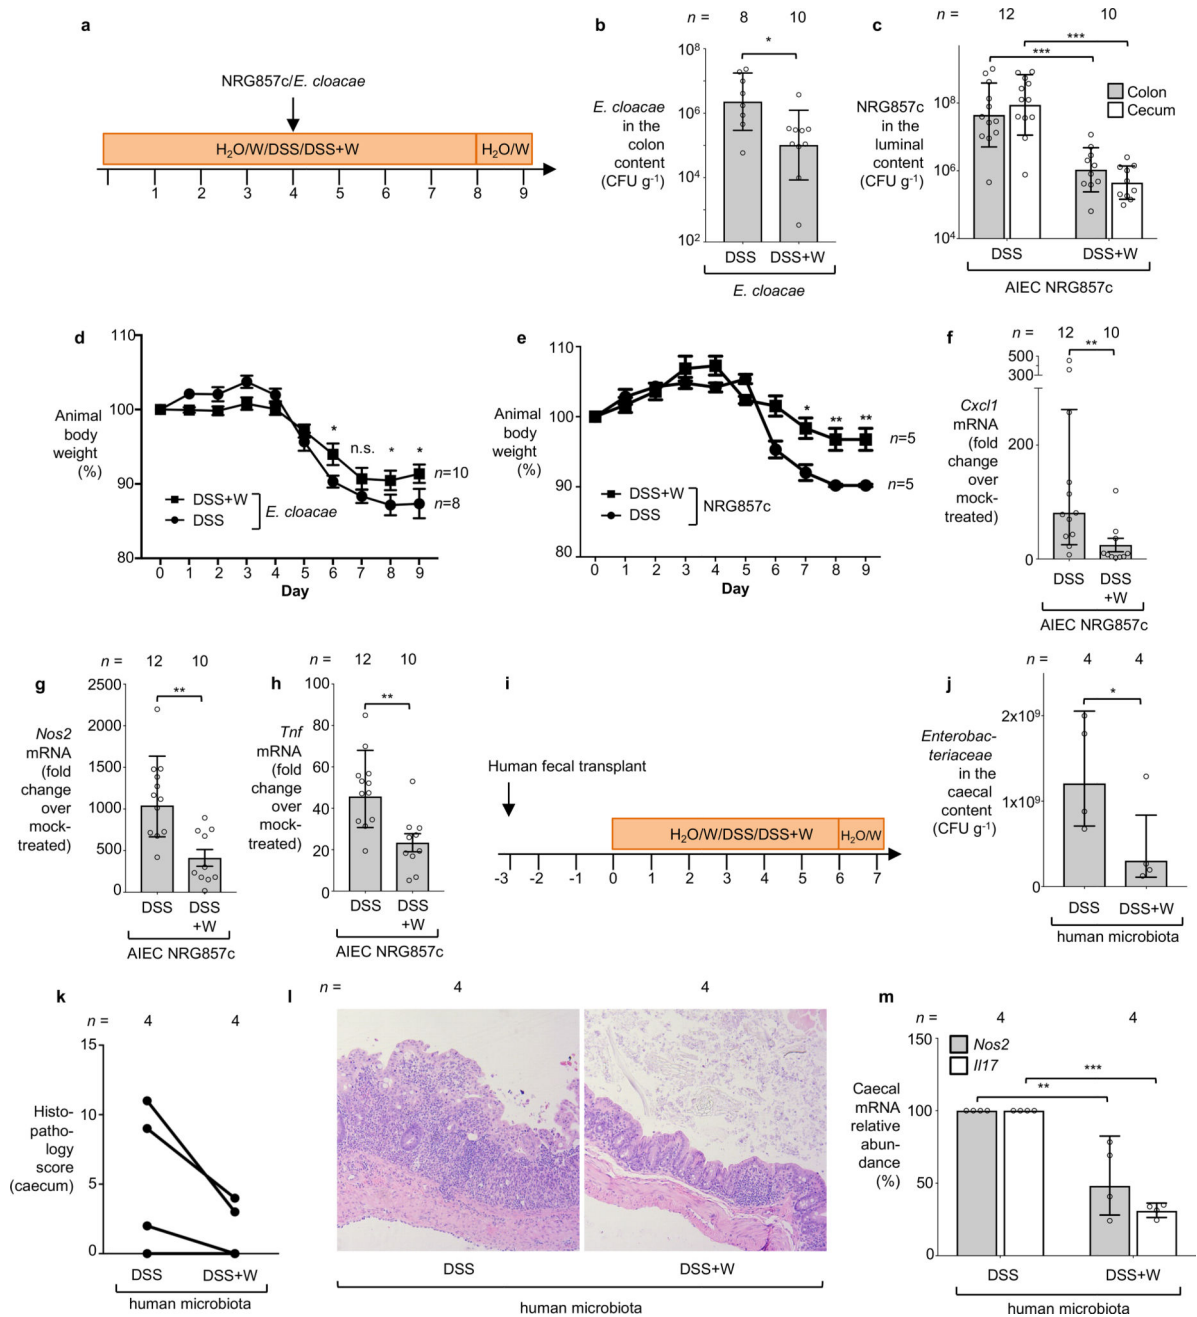 a
NRG857c/E. cloacae
H2O/W/DSS/DSS+W
H2O/W
1 2 3 4 5 6 7 8 9
b
n = 8 10
*
E. cloacae
in the
colon
content
(CFU g-1)
10^8
10^6
10^4
10^2
DSS DSS+W
E. cloacae
c
n = 12 10
***
***
NRG857c
in the
luminal
content
(CFU g-1)
10^8
10^6
10^4
Colon
Cecum
DSS DSS+W
AIEC NRG857c
d
Animal
body
weight
(%)
110
100
90
80
* n.s. * *
n=10
n=8
DSS+W
DSS
E. cloacae
0 1 2 3 4 5 6 7 8 9
Day
e
Animal
body
weight
(%)
110
100
90
80
* ** **
n=5
n=5
DSS+W
DSS
NRG857c
0 1 2 3 4 5 6 7 8 9
Day
f
n = 12 10
**
Cxcl1
mRNA
(fold
change
over
mock-
treated)
500
300
200
0
DSS DSS
+W
AIEC NRG857c
g
n = 12 10
**
Nos2
mRNA
(fold
change
over
mock-
treated)
2500
2000
1500
1000
500
0
DSS DSS
+W
AIEC NRG857c
h
n = 12 10
**
Tnf
mRNA
(fold
change
over
mock-
treated)
100
80
60
40
20
0
DSS DSS
+W
AIEC NRG857c
i
Human fecal transplant
H2O/W/DSS/DSS+W
H2O/W
-3 -2 -1 0 1 2 3 4 5 6 7
j
n = 4 4
*
Enterobac-
teriaceae
in the
caecal
content
(CFU g-1)
2x10^9
1x10^9
0
DSS DSS+W
human microbiota
k
n = 4 4
Histo-
patho-
logy
score
(caecum)
15
10
5
0
DSS DSS+W
human microbiota
l
n = 4 4
DSS DSS+W
human microbiota
m
n = 4 4
Nos2
Il17
***
**
Caecal
mRNA
relative
abun-
dance
(%)
150
100
50
0
DSS DSS+W
human microbiota